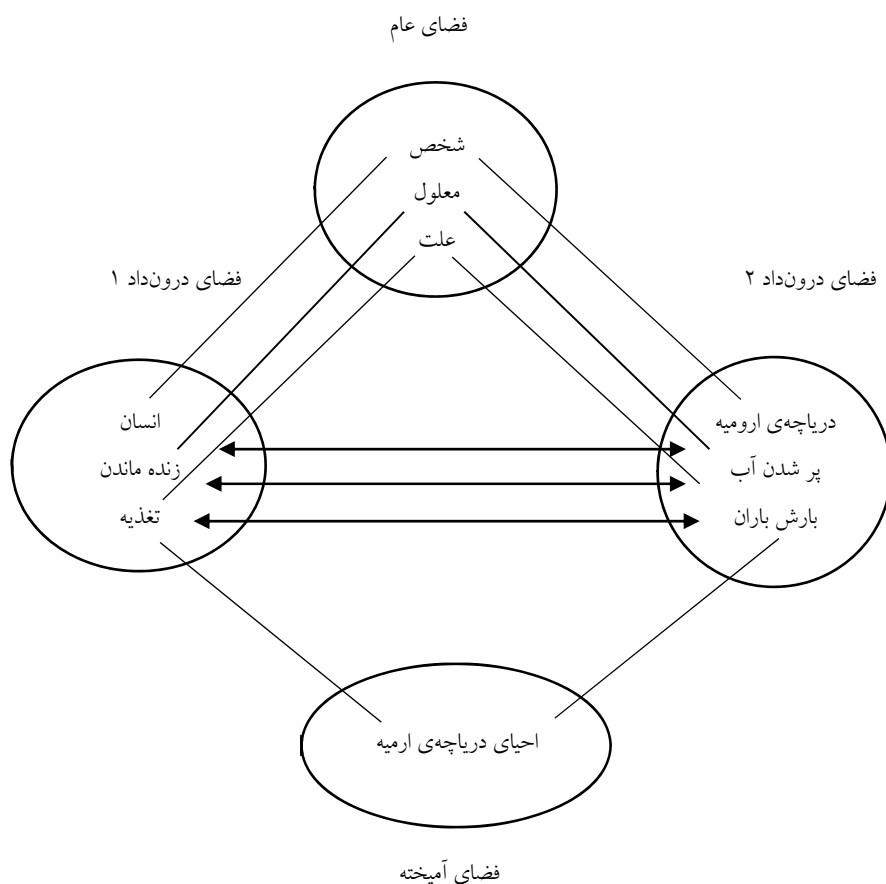 فضای عام
شخص
معلول
علت
فضای درون‌داد ۲
فضای درون‌داد ۱
دریاچه‌ی ارومیه
پر شدن آب
بارش باران
انسان
زنده ماندن
تغذیه
احیای دریاچه‌ی ارمیه
فضای آمیخته